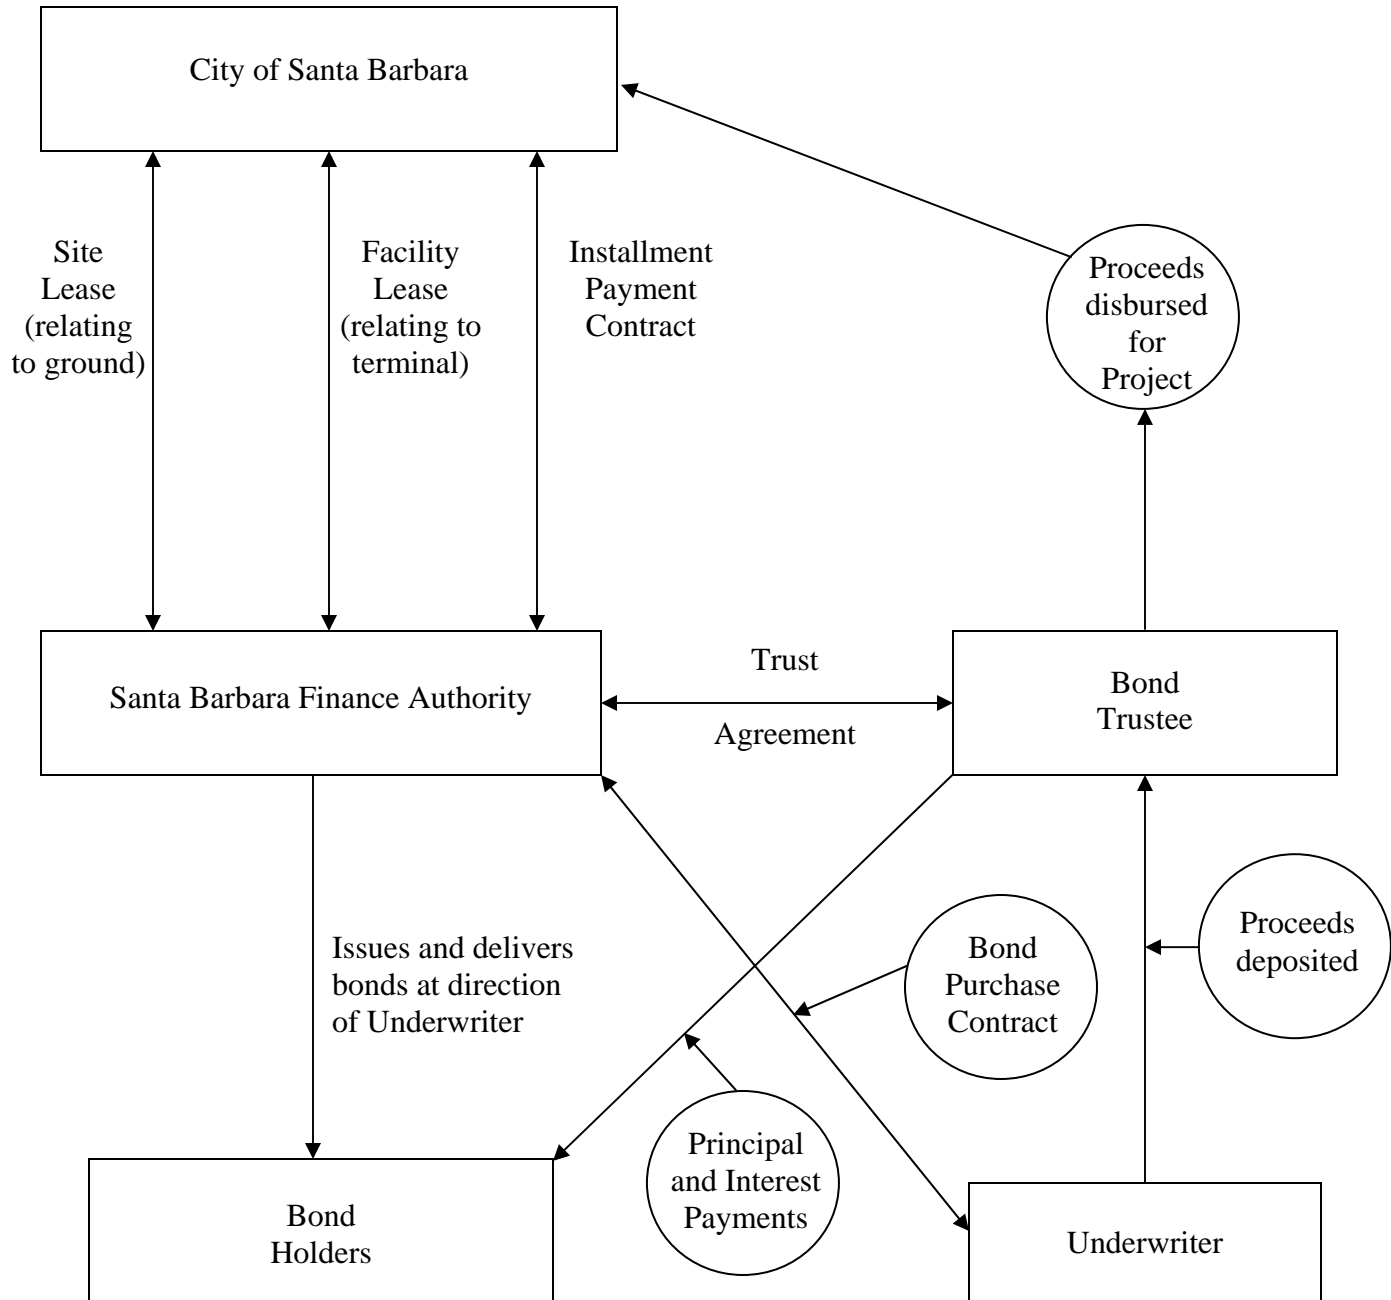 City of Santa Barbara
Site
Lease
(relating
to ground)
Facility
Lease
(relating to
terminal)
Installment
Payment
Contract
Proceeds
disbursed
for
Project
Santa Barbara Finance Authority
Trust
Agreement
Bond
Trustee
Issues and delivers
bonds at direction
of Underwriter
Bond
Purchase
Contract
Proceeds
deposited
Principal
and Interest
Payments
Bond
Holders
Underwriter